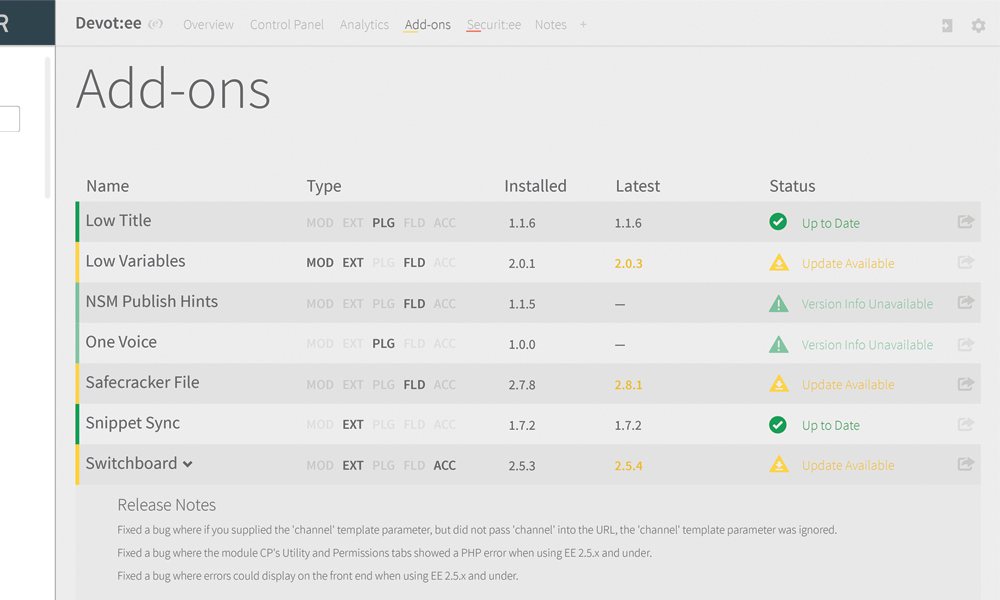 R
Devot:ee Overview Control Panel Analytics Add-ons Securit:ee Notes +
Add-ons
Name Type Installed Latest Status
Low Title MOD EXT PLG FLD ACC 1.1.6 1.1.6 Up to Date
Low Variables MOD EXT PLG FLD ACC 2.0.1 2.0.3 Update Available
NSM Publish Hints MOD EXT PLG FLD ACC 1.1.5 — Version Info Unavailable
One Voice MOD EXT PLG FLD ACC 1.0.0 — Version Info Unavailable
Safecracker File MOD EXT PLG FLD ACC 2.7.8 2.8.1 Update Available
Snippet Sync MOD EXT PLG FLD ACC 1.7.2 1.7.2 Up to Date
Switchboard MOD EXT PLG FLD ACC 2.5.3 2.5.4 Update Available
Release Notes
Fixed a bug where if you supplied the 'channel' template parameter, but did not pass 'channel' into the URL, the 'channel' template parameter was ignored.
Fixed a bug where the module CP's Utility and Permissions tabs showed a PHP error when using EE 2.5.x and under.
Fixed a bug where errors could display on the front end when using EE 2.5.x and under.